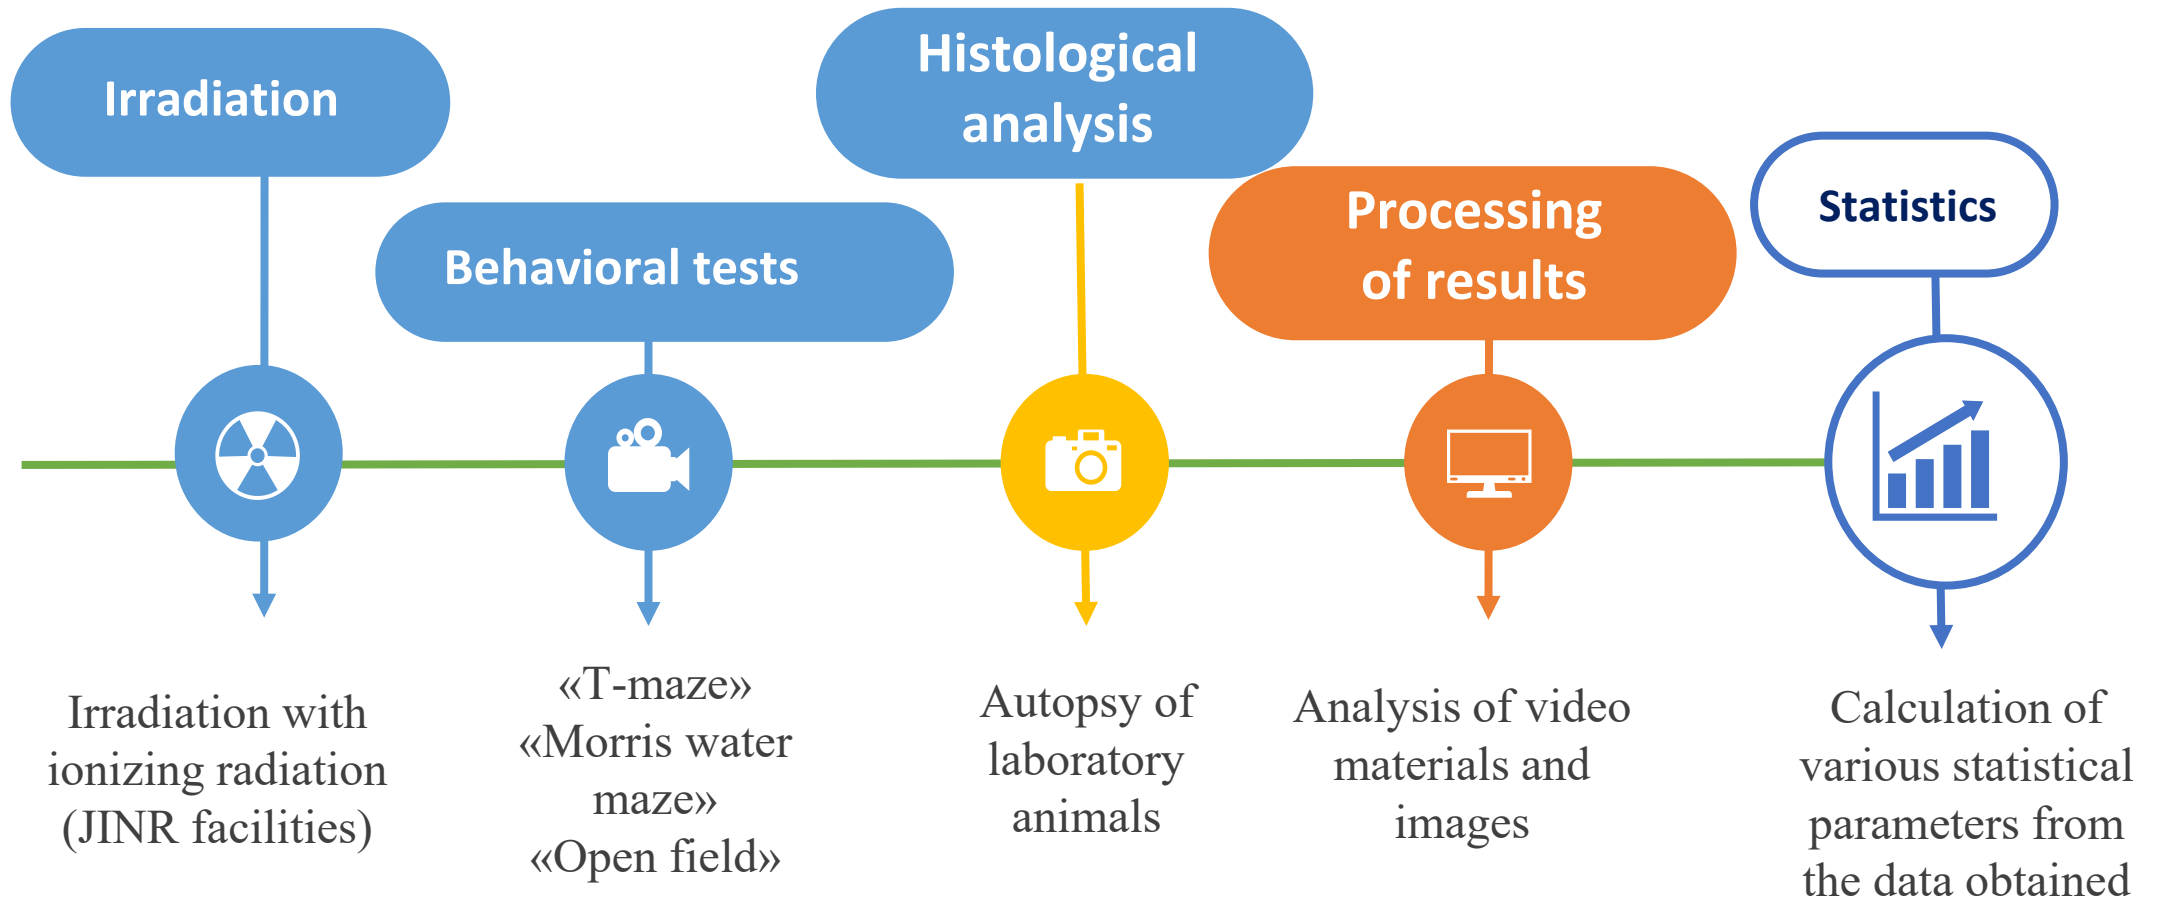 Irradiation
Behavioral tests
Histological
analysis
Processing
of results
Statistics
Irradiation with
ionizing radiation
(JINR facilities)
«T-maze»
«Morris water
maze»
«Open field»
Autopsy of
laboratory
animals
Analysis of video
materials and
images
Calculation of
various statistical
parameters from
the data obtained